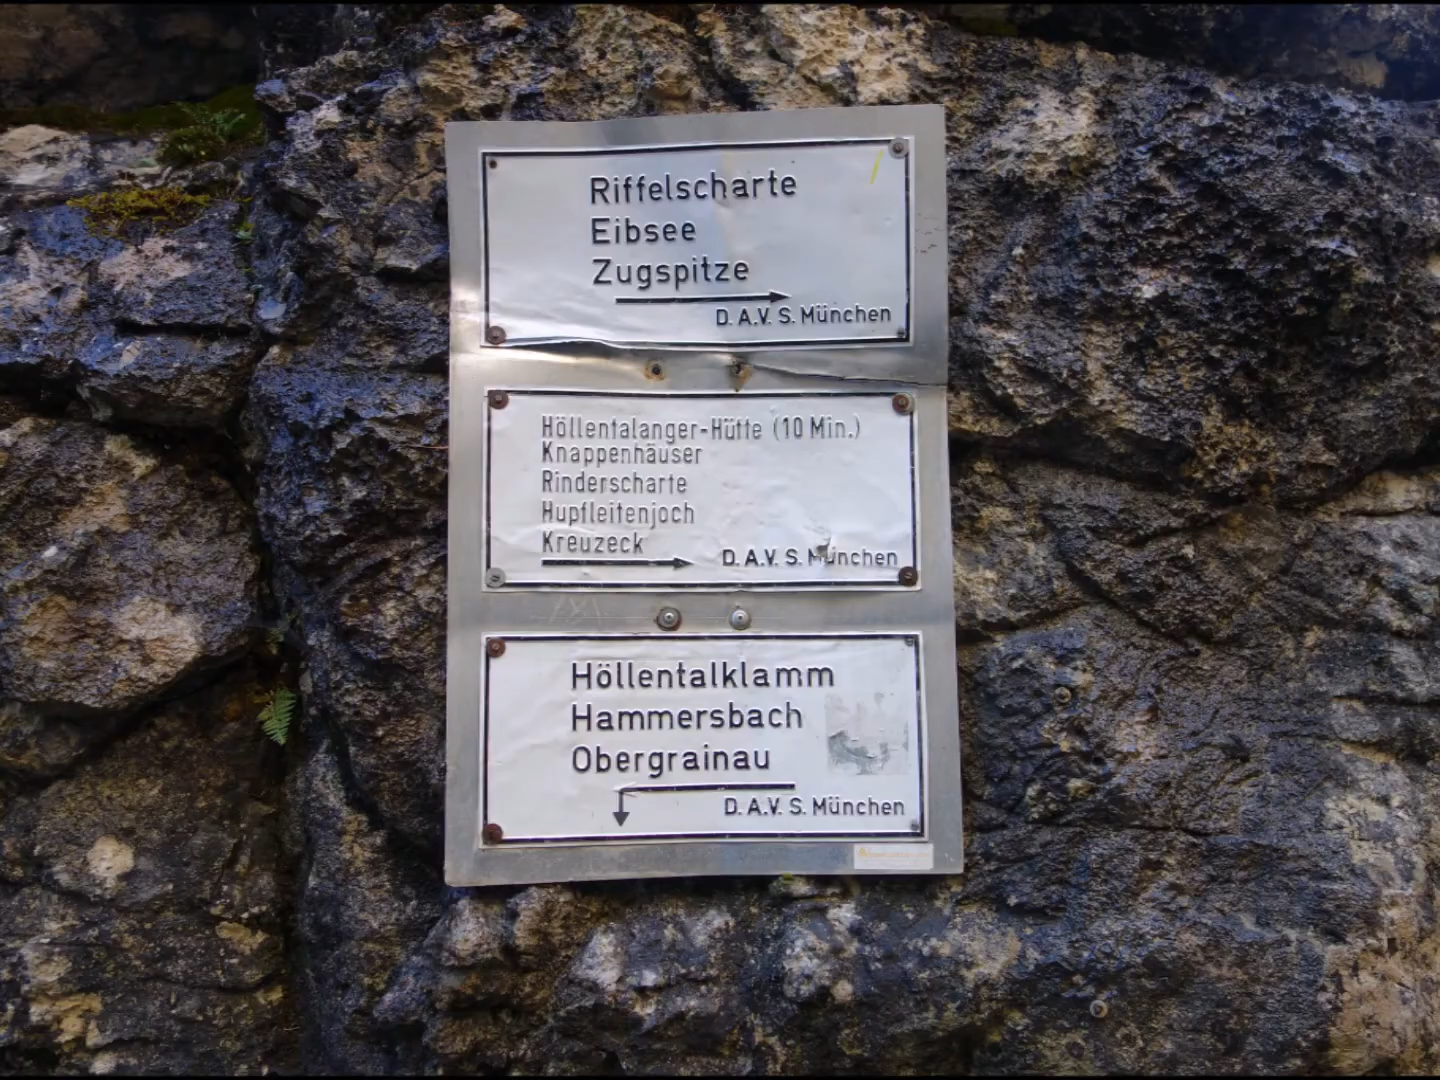 Riffelscharte
Eibsee
Zugspitze
D.A.V. S. München
Höllentalanger-Hütte (10 Min.)
Knappenhäuser
Rinderscharte
Hupfleitenjoch
Kreuzeck
D.A.V. S. München
Höllentalklamm
Hammersbach
Obergrainau
D.A.V. S. München